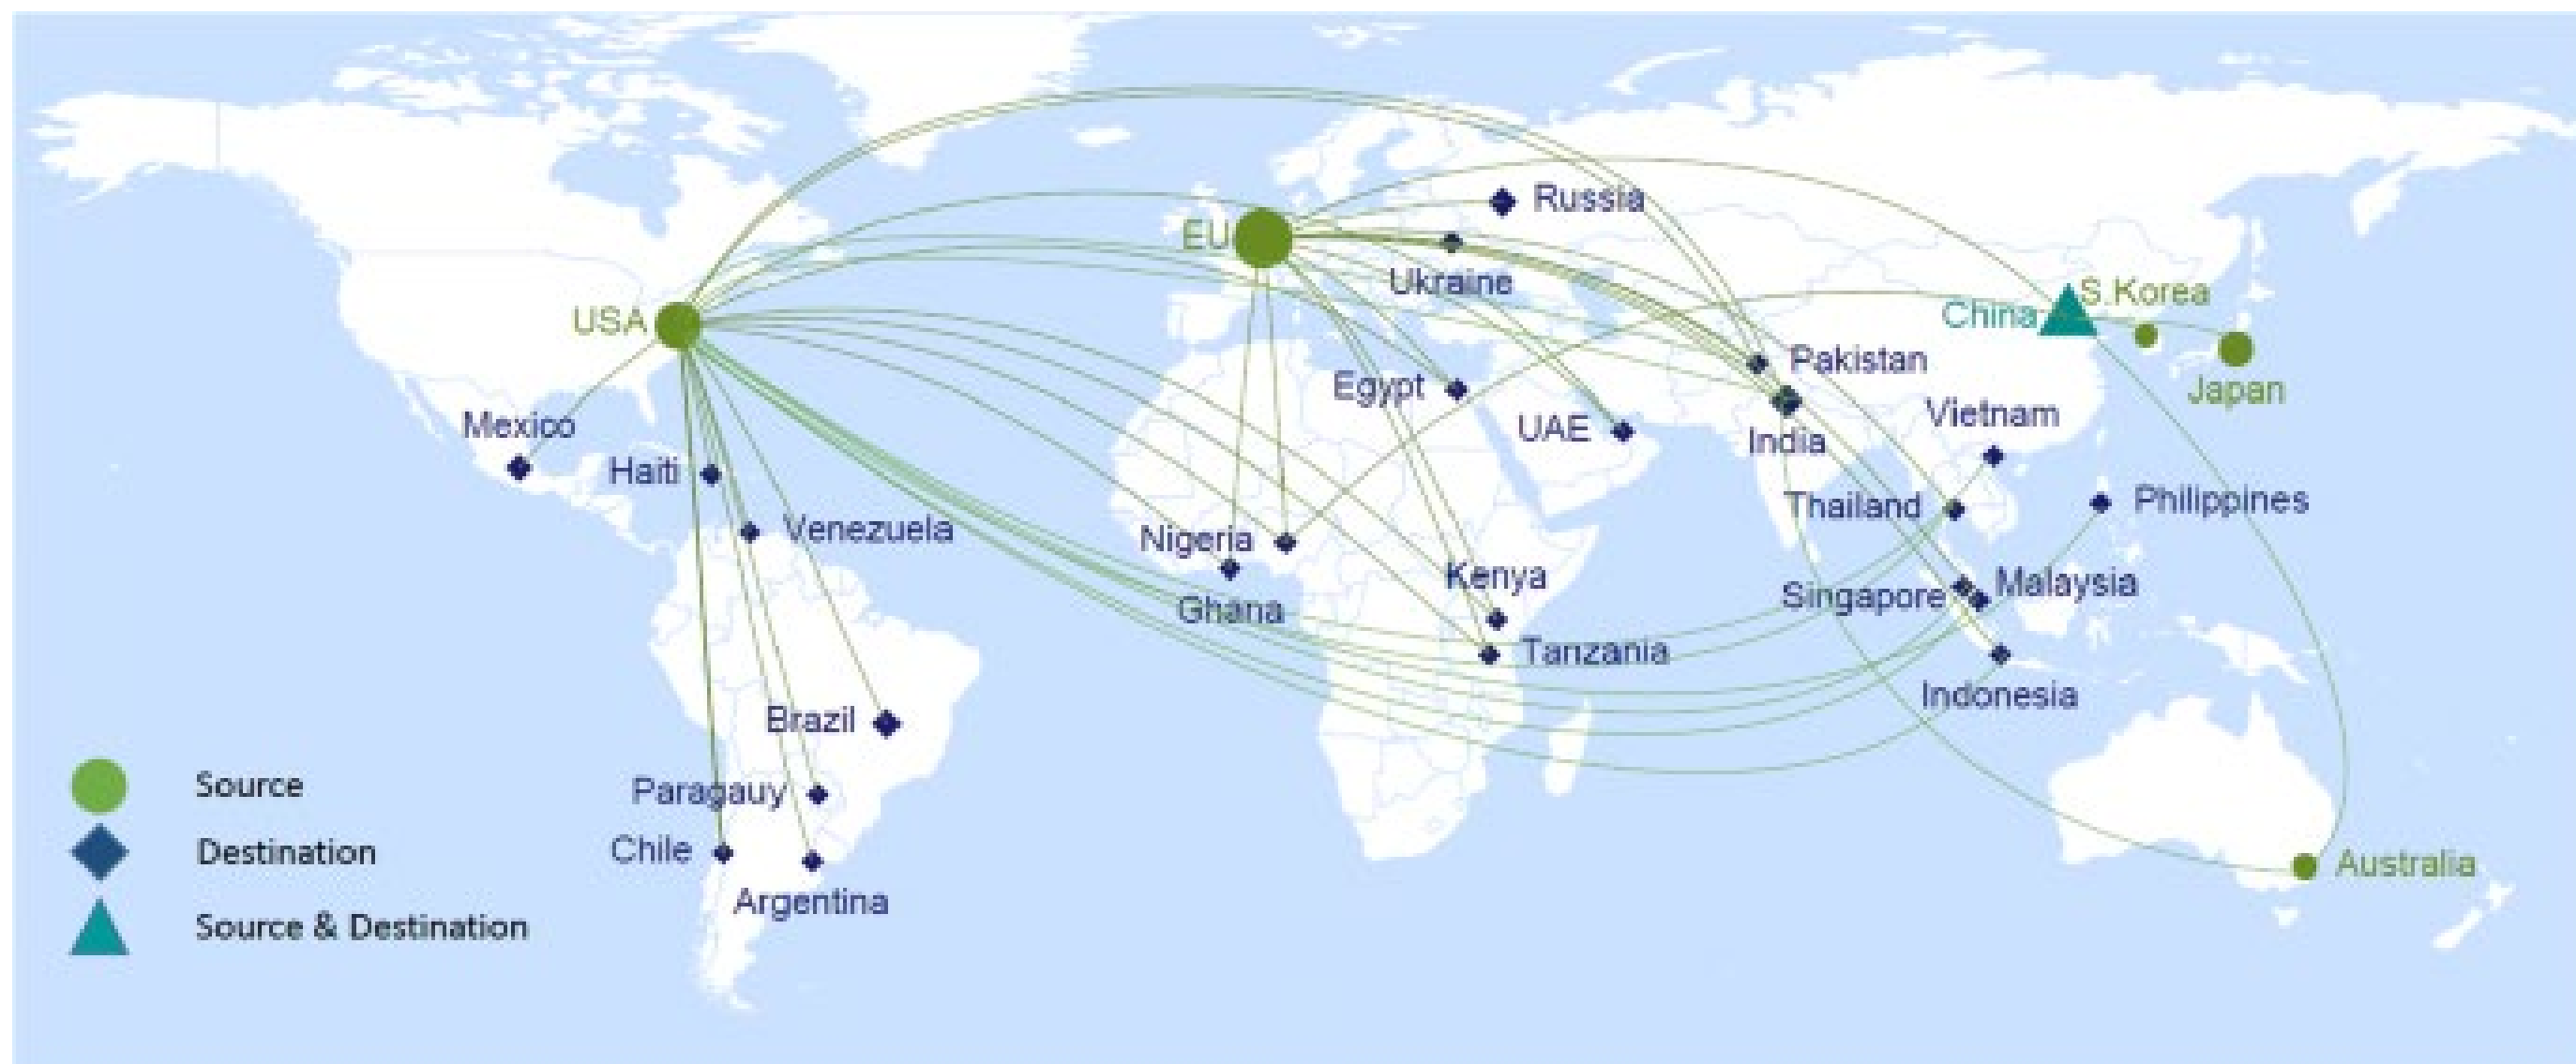 Russia
EU
Ukraine
S.Korea
China
USA
Pakistan
Egypt
Japan
Vietnam
Mexico
UAE
India
Haiti
Thailand
Philippines
Venezuela
Nigeria
Kenya
Malaysia
Singapore
Ghana
Tanzania
Indonesia
Brazil
Source
Paragauy
Destination
Chile
Australia
Argentina
Source & Destination